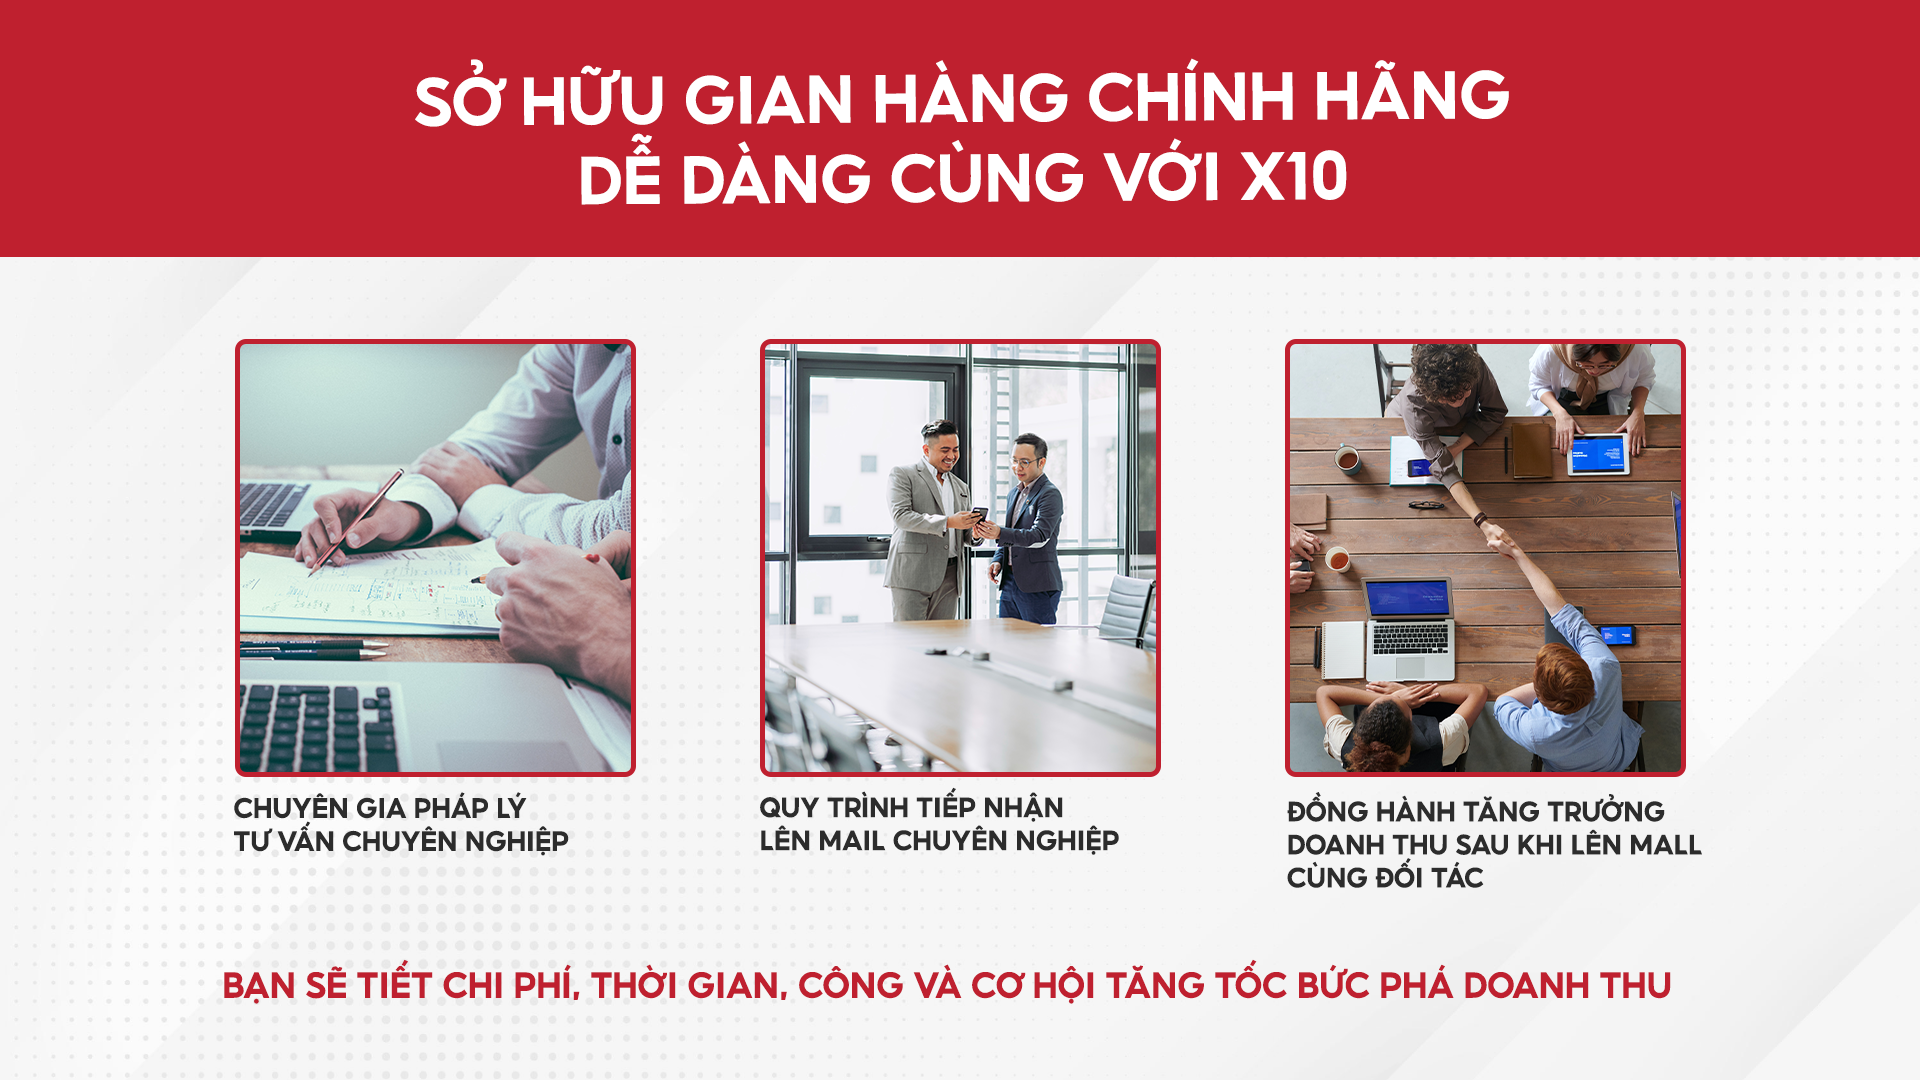 SỞ HỮU GIAN HÀNG CHÍNH HÃNG
DỄ DÀNG CÙNG VỚI X10
CHUYÊN GIA PHÁP LÝ
TƯ VẤN CHUYÊN NGHIỆP
QUY TRÌNH TIẾP NHẬN
LÊN MAIL CHUYÊN NGHIỆP
ĐỒNG HÀNH TĂNG TRƯỞNG
DOANH THU SAU KHI LÊN MALL
CÙNG ĐỐI TÁC
BẠN SẼ TIẾT CHI PHÍ, THỜI GIAN, CÔNG VÀ CƠ HỘI TĂNG TỐC BỨC PHÁ DOANH THU